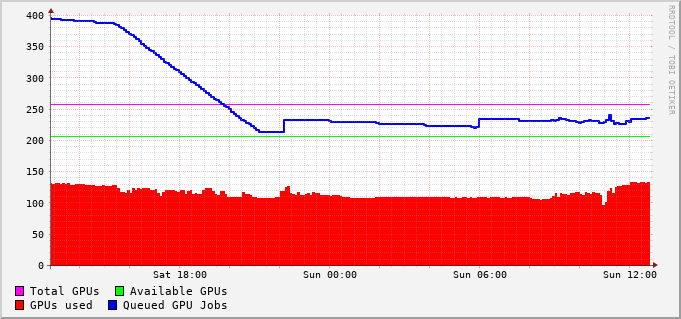 RRDTOOL / TOBI OETIKER
400
350
300
250
200
150
100
50
0
Sat 18:00 Sun 00:00 Sun 06:00 Sun 12:00
Total GPUs Available GPUs
GPUs used Queued GPU Jobs